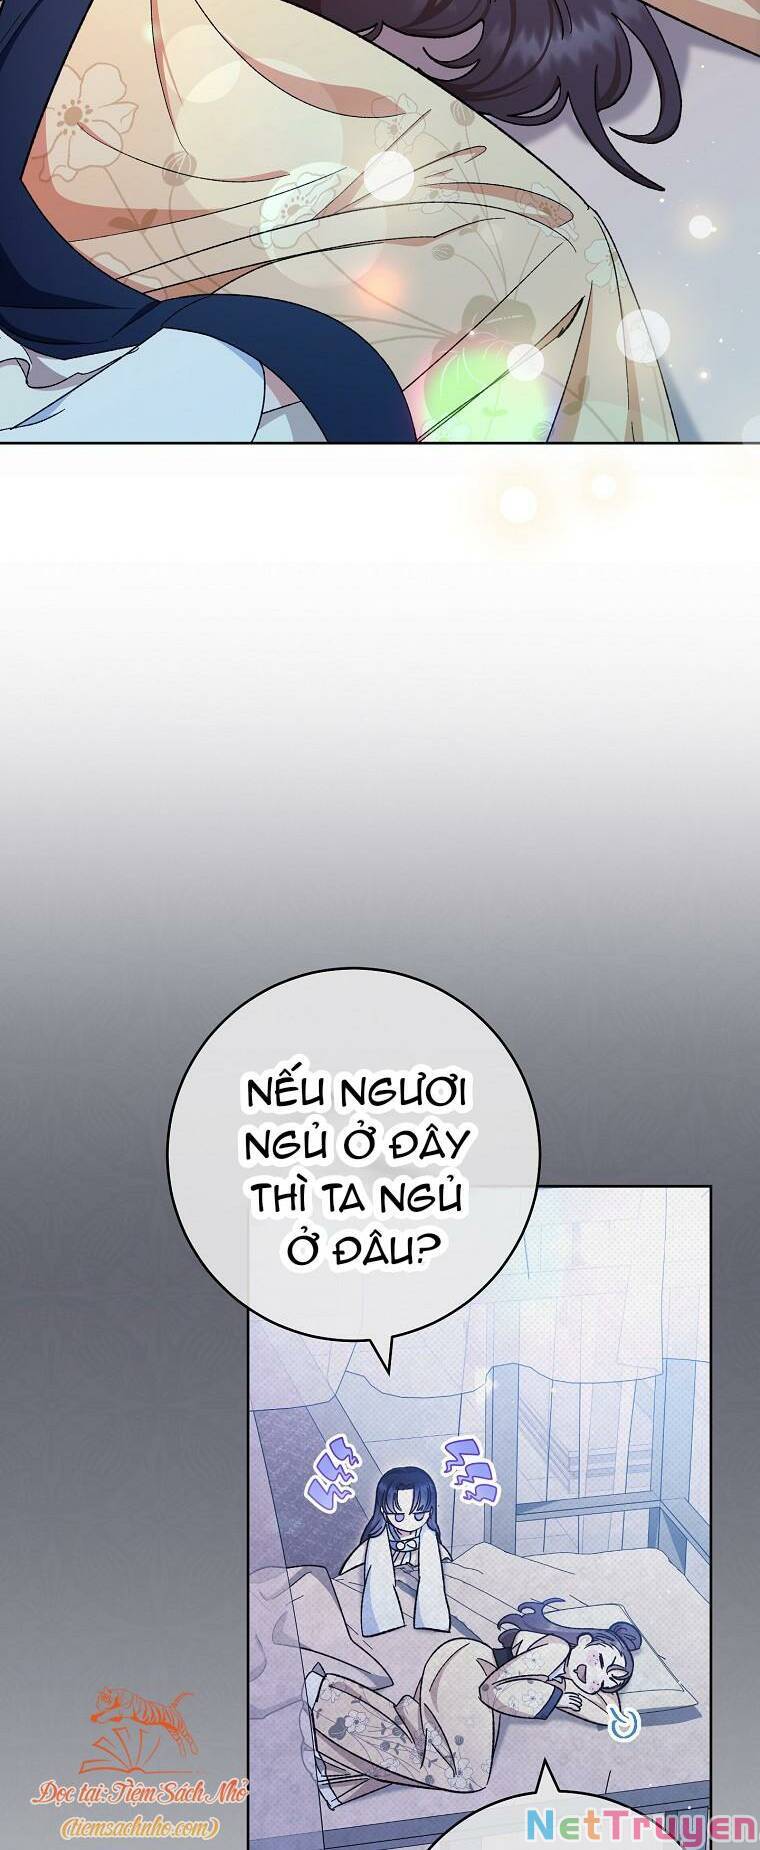 NẾU NGƯƠI
NGỦ Ở ĐÂY
THÌ TA NGỦ
Ở ĐÂU?
Đọc tại: Tiệm Sách Nhỏ
(tiemsachnho.com)
NetTruyen